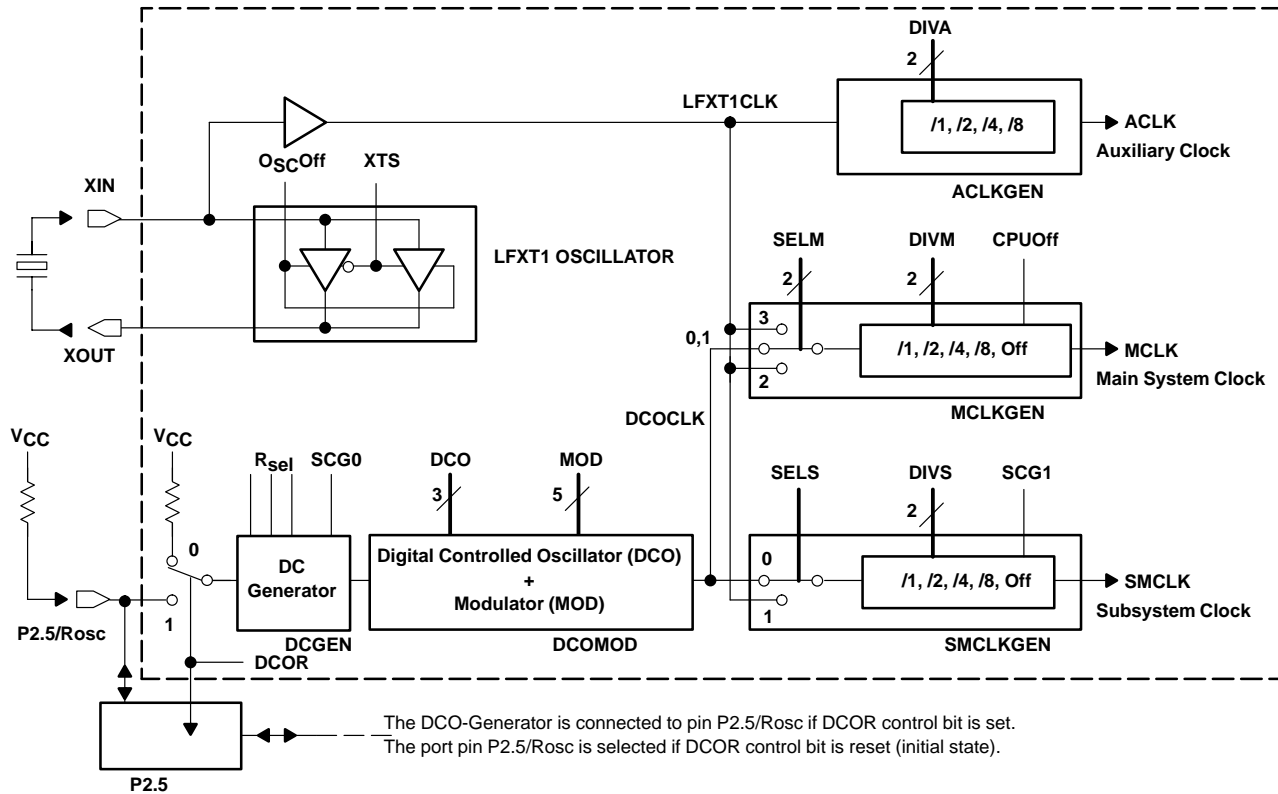 DIVA
2
LFXT1CLK
/1, /2, /4, /8
ACLK
Auxiliary Clock
ACLKGEN
OSCOff
XTS
XIN
LFXT1 OSCILLATOR
XOUT
SELM
DIVM
CPUOff
2
2
3
0,1
2
/1, /2, /4, /8, Off
MCLK
Main System Clock
MCLKGEN
DCOCLK
VCC
VCC
Rsel
SCG0
DCO
MOD
3
5
SELS
DIVS
SCG1
2
0
DC
Generator
Digital Controlled Oscillator (DCO)
+
Modulator (MOD)
0
1
/1, /2, /4, /8, Off
SMCLK
Subsystem Clock
P2.5/Rosc
1
DCGEN
DCOMOD
SMCLKGEN
DCOR
The DCO-Generator is connected to pin P2.5/Rosc if DCOR control bit is set.
The port pin P2.5/Rosc is selected if DCOR control bit is reset (initial state).
P2.5